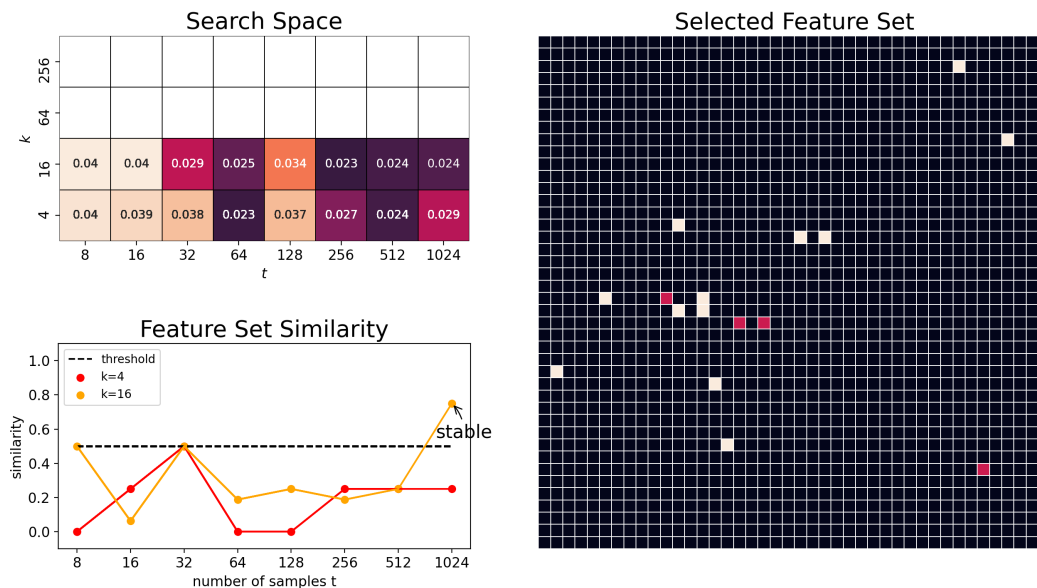 Search Space
Selected Feature Set
k
256
64
16
4
0.04 0.04 0.029 0.025 0.034 0.023 0.024 0.024
0.04 0.039 0.038 0.023 0.037 0.027 0.024 0.029
8 16 32 64 128 256 512 1024
t
Feature Set Similarity
similarity
1.0
0.8
0.6
0.4
0.2
0.0
threshold
k=4
k=16
stable
8 16 32 64 128 256 512 1024
number of samples t